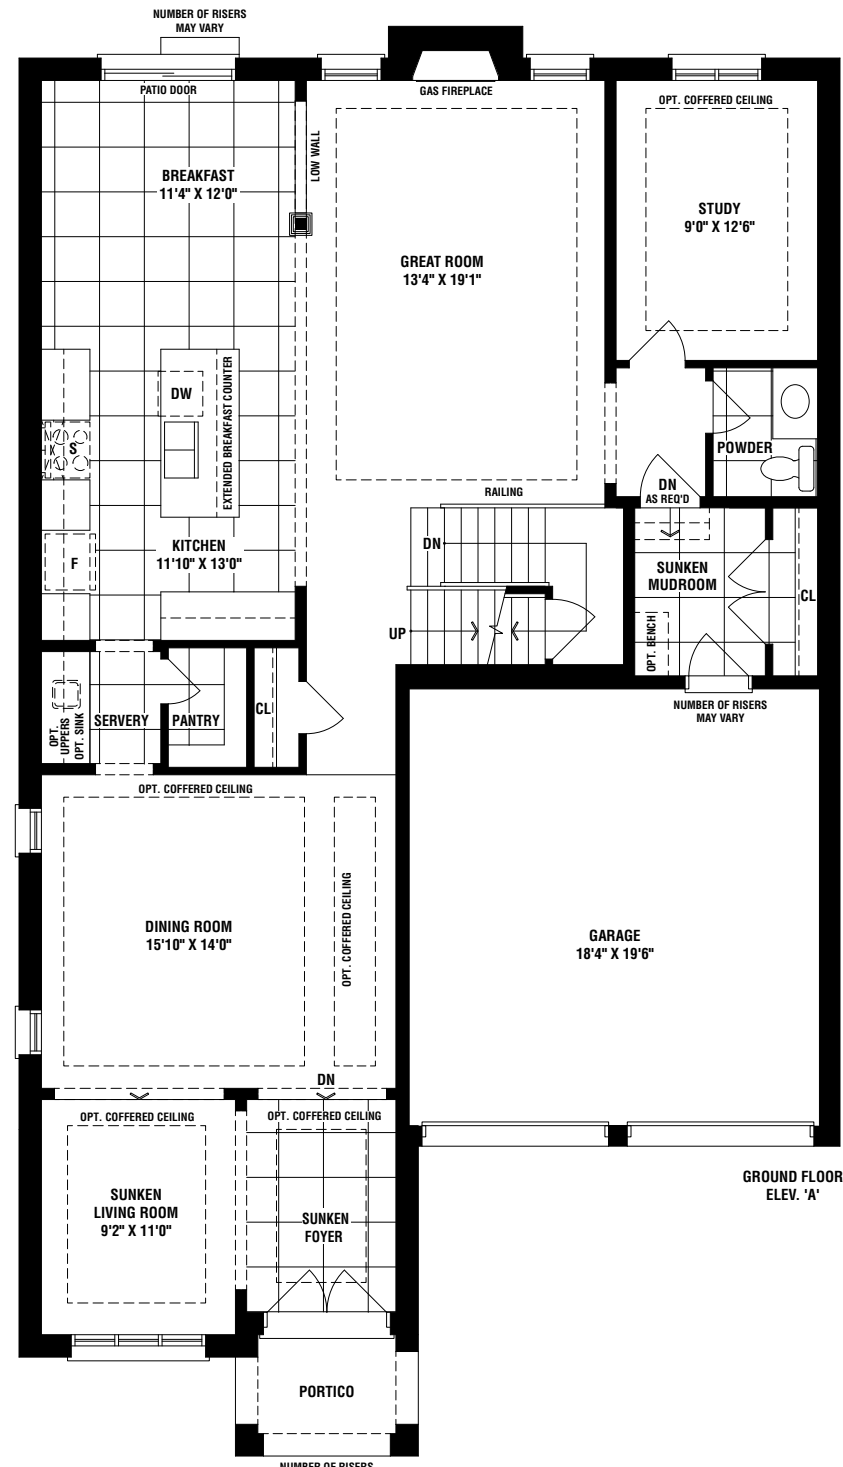 NUMBER OF RISERS
MAY VARY
PATIO DOOR
GAS FIREPLACE
OPT. COFFERED CEILING
LOW WALL
BREAKFAST
11'4" X 12'0"
STUDY
9'0" X 12'6"
GREAT ROOM
13'4" X 19'1"
DW
EXTENDED BREAKFAST COUNTER
S
POWDER
DN
AS REQ'D
RAILING
KITCHEN
11'10" X 13'0"
F
DN
SUNKEN
MUDROOM
CL
UP
OPT. BENCH
OPT.
UPPERS
OPT. SINK
SERVERY
PANTRY
CL
NUMBER OF RISERS
MAY VARY
OPT. COFFERED CEILING
OPT. COFFERED CEILING
DINING ROOM
15'10" X 14'0"
GARAGE
18'4" X 19'6"
DN
OPT. COFFERED CEILING
OPT. COFFERED CEILING
GROUND FLOOR
ELEV. 'A'
SUNKEN
LIVING ROOM
9'2" X 11'0"
SUNKEN
FOYER
PORTICO
NUMBER OF RISERS